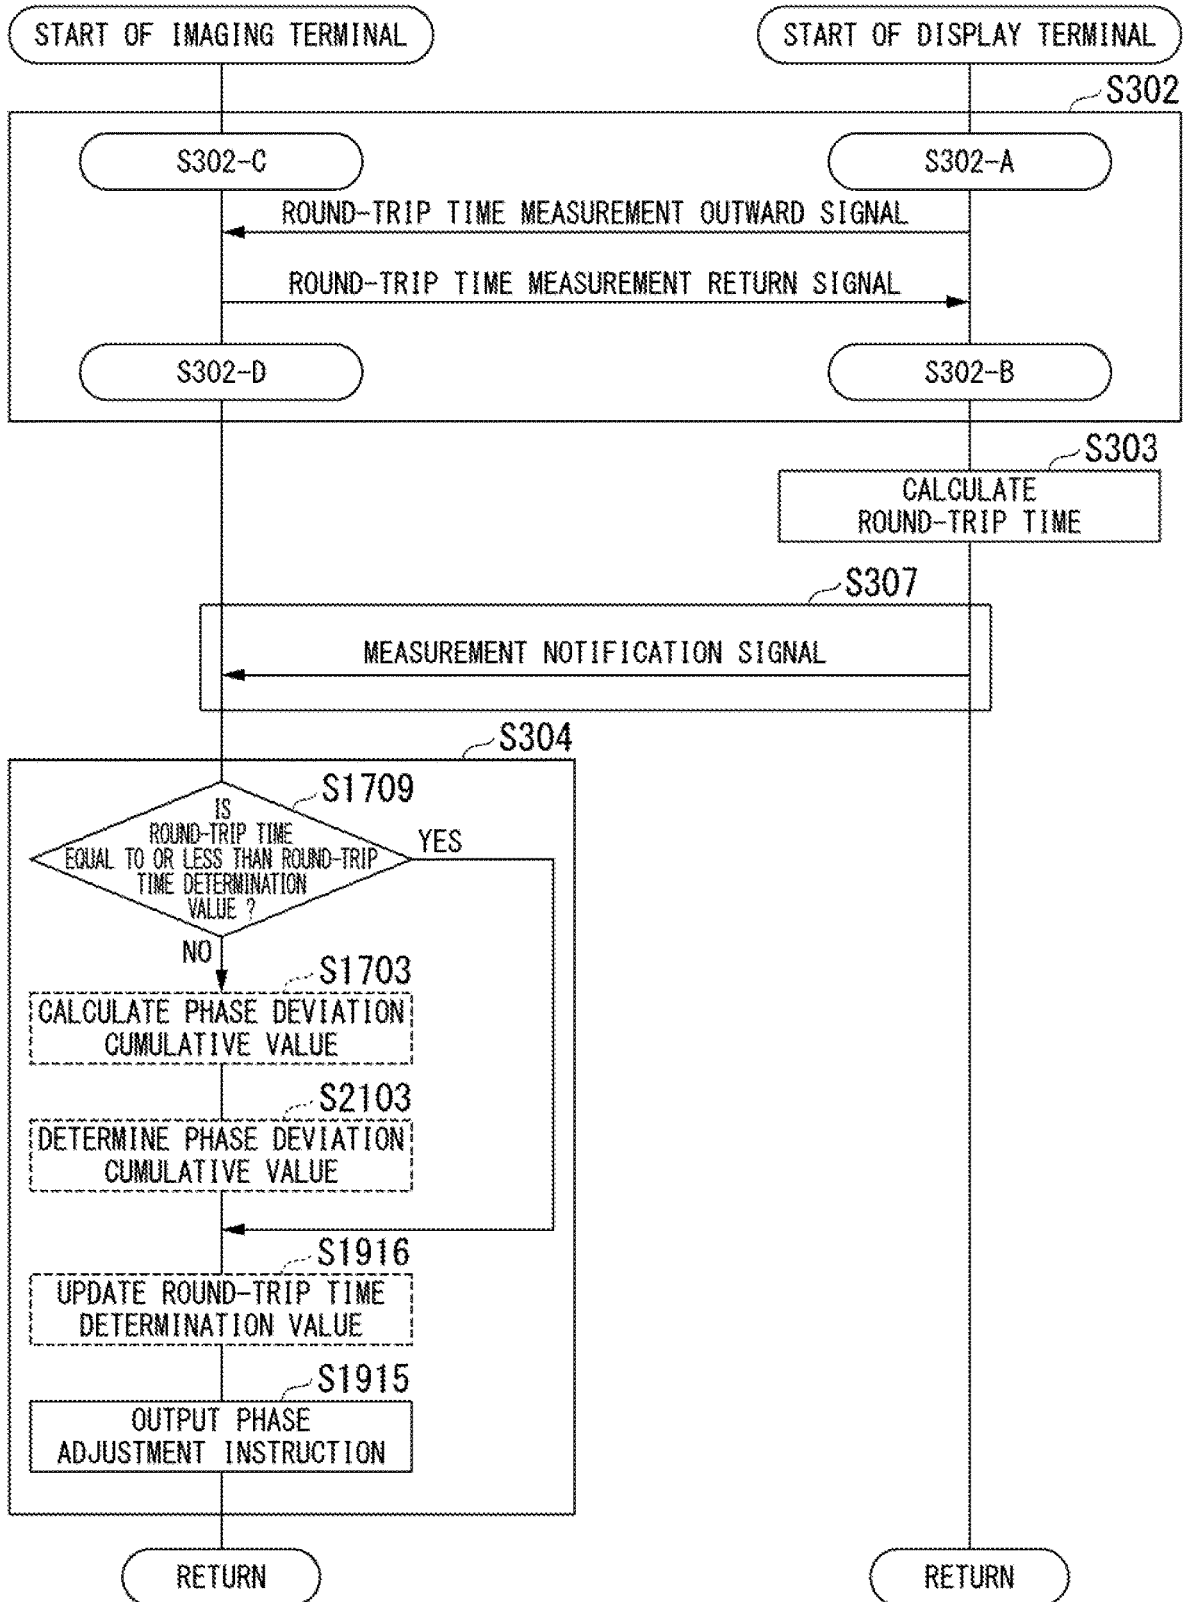 START OF IMAGING TERMINAL
START OF DISPLAY TERMINAL
S302
S302-C
S302-A
ROUND-TRIP TIME MEASUREMENT OUTWARD SIGNAL
ROUND-TRIP TIME MEASUREMENT RETURN SIGNAL
S302-D
S302-B
S303
CALCULATE
ROUND-TRIP TIME
S307
MEASUREMENT NOTIFICATION SIGNAL
S304
S1709
IS
ROUND-TRIP TIME
EQUAL TO OR LESS THAN ROUND-TRIP
TIME DETERMINATION
VALUE ?
YES
NO
S1703
CALCULATE PHASE DEVIATION
CUMULATIVE VALUE
S2103
DETERMINE PHASE DEVIATION
CUMULATIVE VALUE
S1916
UPDATE ROUND-TRIP TIME
DETERMINATION VALUE
S1915
OUTPUT PHASE
ADJUSTMENT INSTRUCTION
RETURN
RETURN